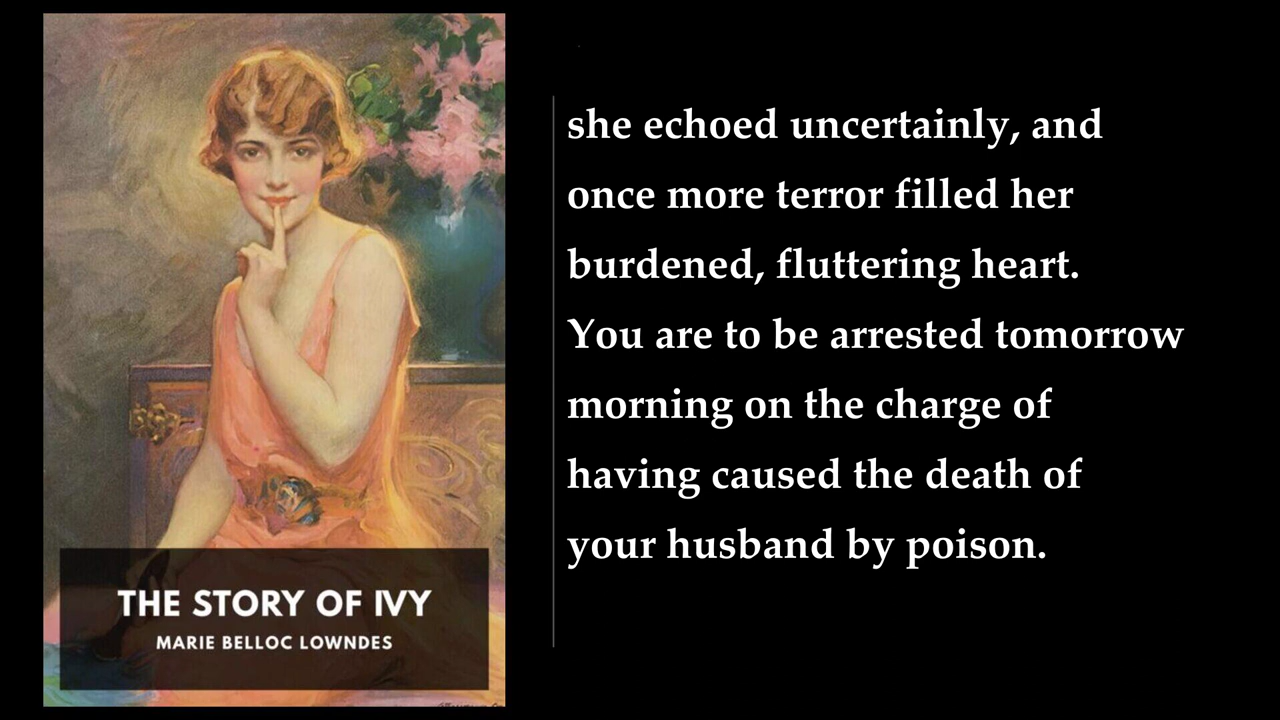 THE STORY OF IVY
MARIE BELLOC LOWNDES
she echoed uncertainly, and
once more terror filled her
burdened, fluttering heart.
You are to be arrested tomorrow
morning on the charge of
having caused the death of
your husband by poison.